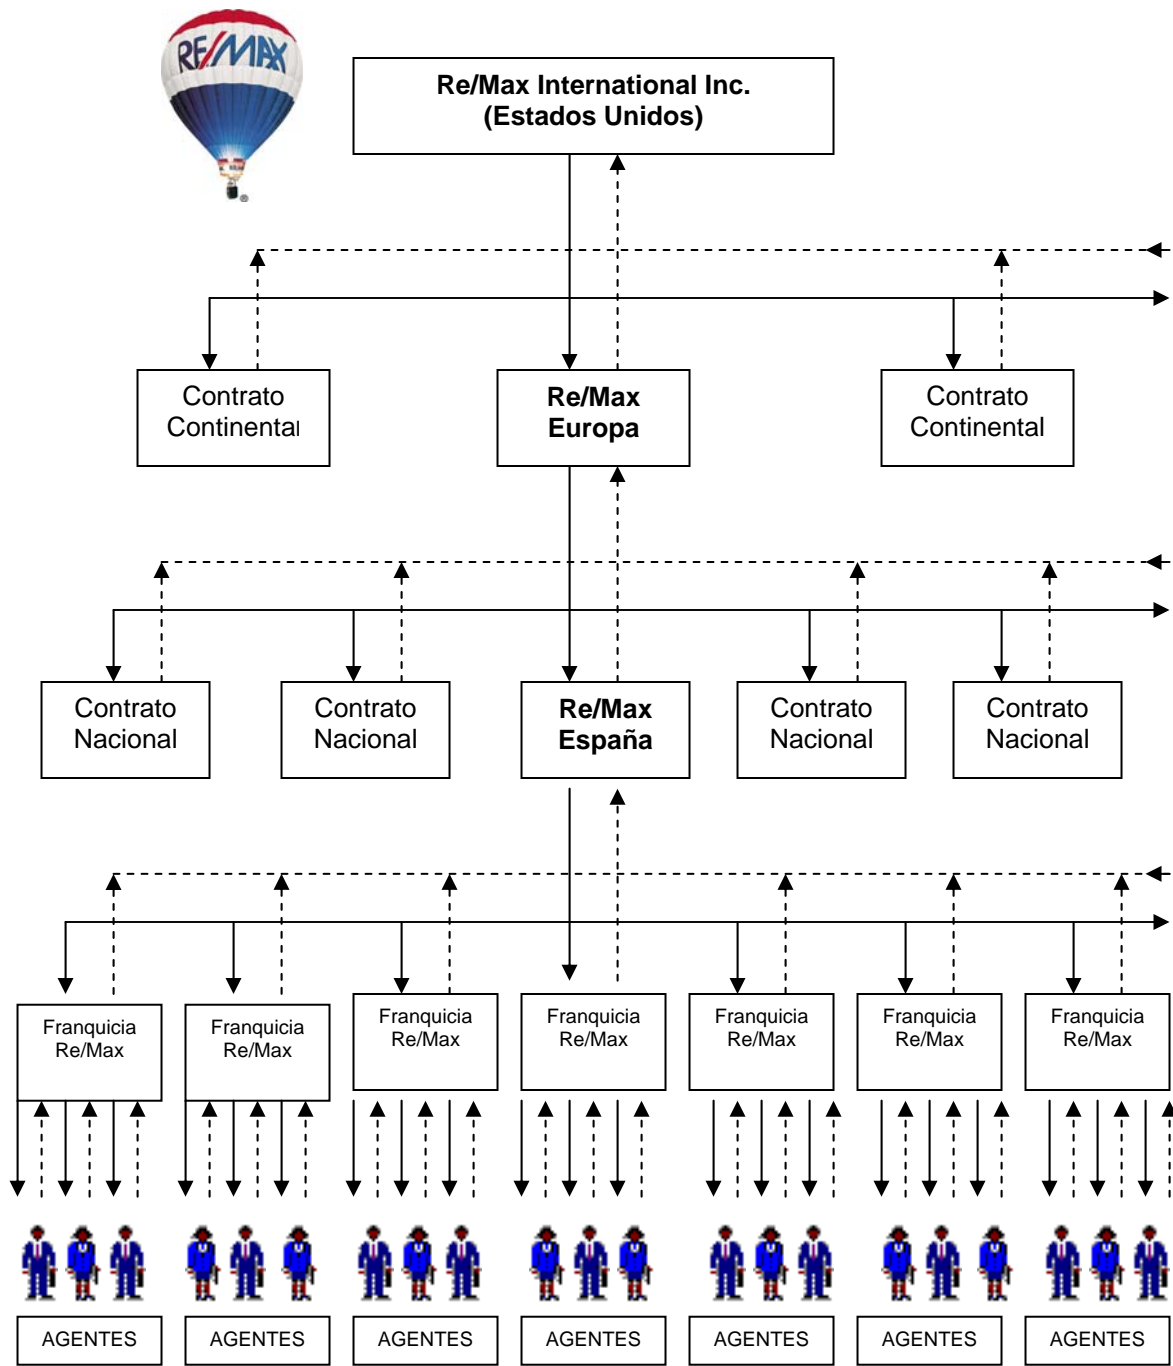 RE/MAX
Re/Max International Inc.
(Estados Unidos)
Contrato
Continental
Re/Max
Europa
Contrato
Continental
Contrato
Nacional
Contrato
Nacional
Re/Max
España
Contrato
Nacional
Contrato
Nacional
Franquicia
Re/Max
Franquicia
Re/Max
Franquicia
Re/Max
Franquicia
Re/Max
Franquicia
Re/Max
Franquicia
Re/Max
Franquicia
Re/Max
AGENTES
AGENTES
AGENTES
AGENTES
AGENTES
AGENTES
AGENTES